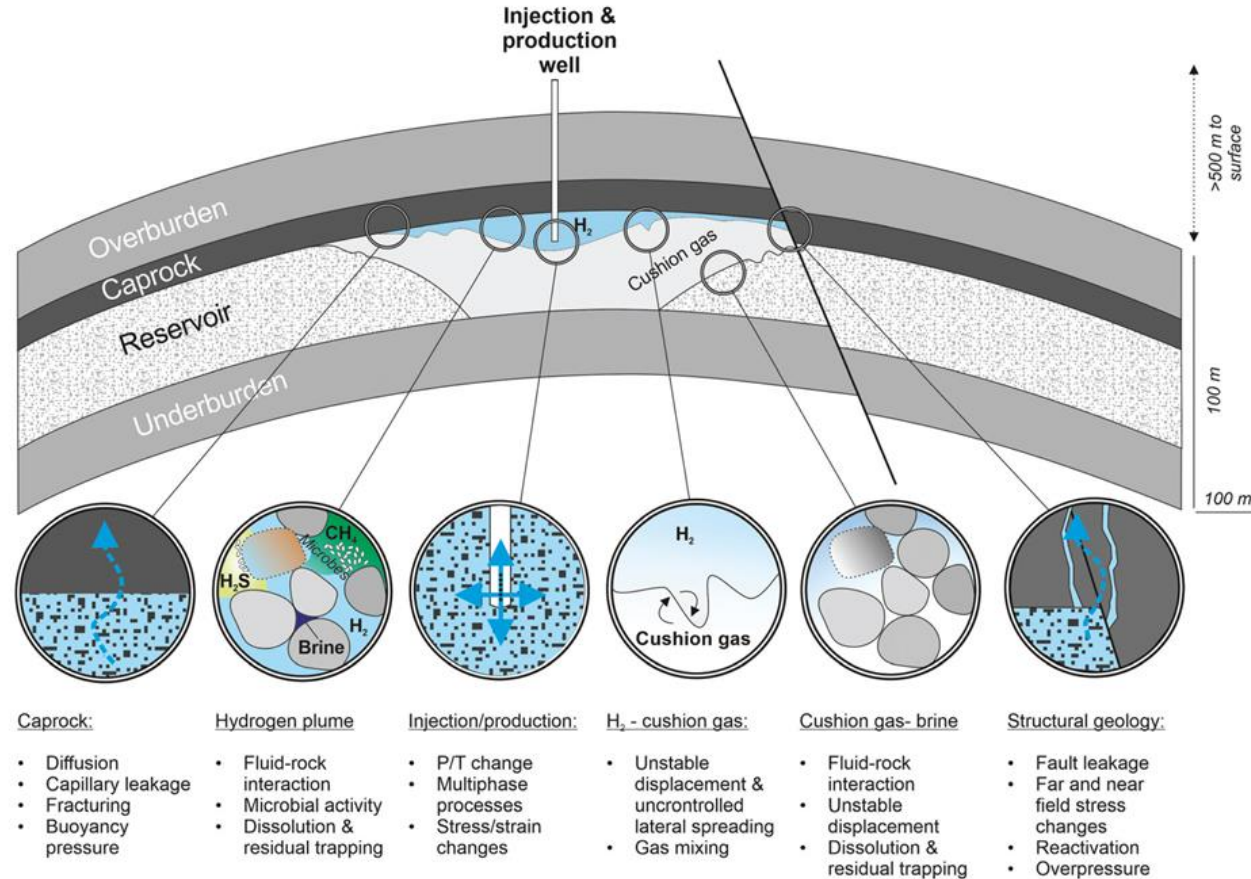 Injection &
production
well
>500 m to
surface
Overburden
Caprock
Reservoir
Underburden
H₂
Cushion gas
100 m
100 m
CH₄
Microbes
H₂S
H₂
Brine
H₂
Cushion gas
Caprock:
• Diffusion
• Capillary leakage
• Fracturing
• Buoyancy
pressure
Hydrogen plume
• Fluid-rock
interaction
• Microbial activity
• Dissolution &
residual trapping
Injection/production:
• P/T change
• Multiphase
processes
• Stress/strain
changes
H₂ - cushion gas:
• Unstable
displacement &
uncrontrolled
lateral spreading
• Gas mixing
Cushion gas- brine
• Fluid-rock
interaction
• Unstable
displacement
• Dissolution &
residual trapping
Structural geology:
• Fault leakage
• Far and near
field stress
changes
• Reactivation
• Overpressure